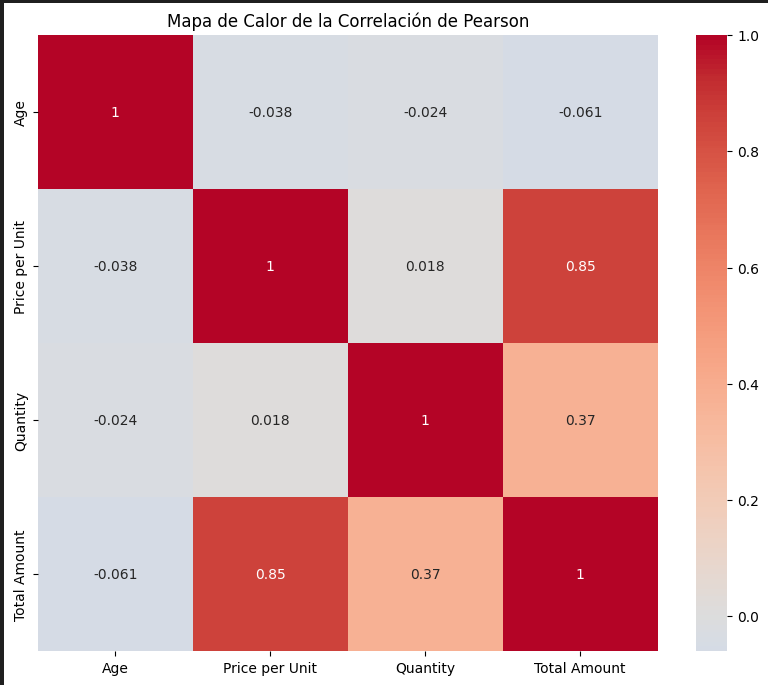 Mapa de Calor de la Correlación de Pearson
Age
1
-0.038
-0.024
-0.061
Price per Unit
-0.038
1
0.018
0.85
Quantity
-0.024
0.018
1
0.37
Total Amount
-0.061
0.85
0.37
1
Age
Price per Unit
Quantity
Total Amount
1.0
0.8
0.6
0.4
0.2
0.0